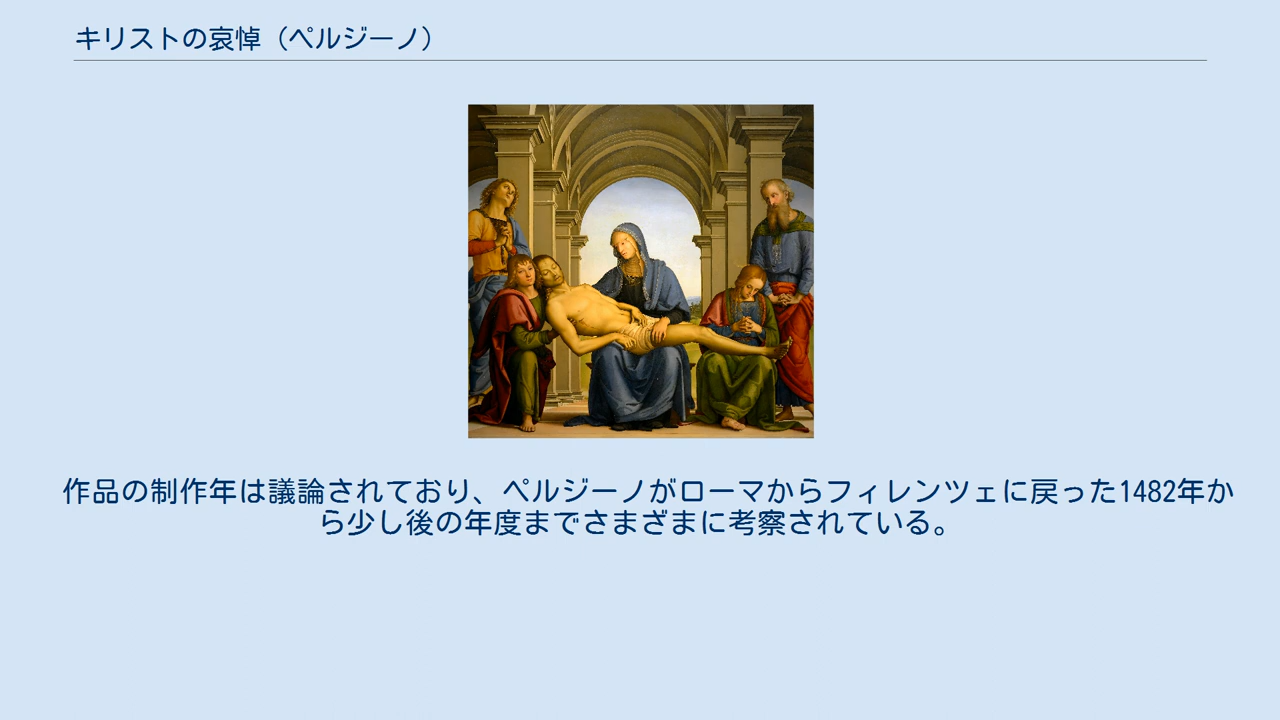 キリストの哀悼（ペルジーノ）
作品の制作年は議論されており、ペルジーノがローマからフィレンツェに戻った1482年か
ら少し後の年度までさまざまに考察されている。